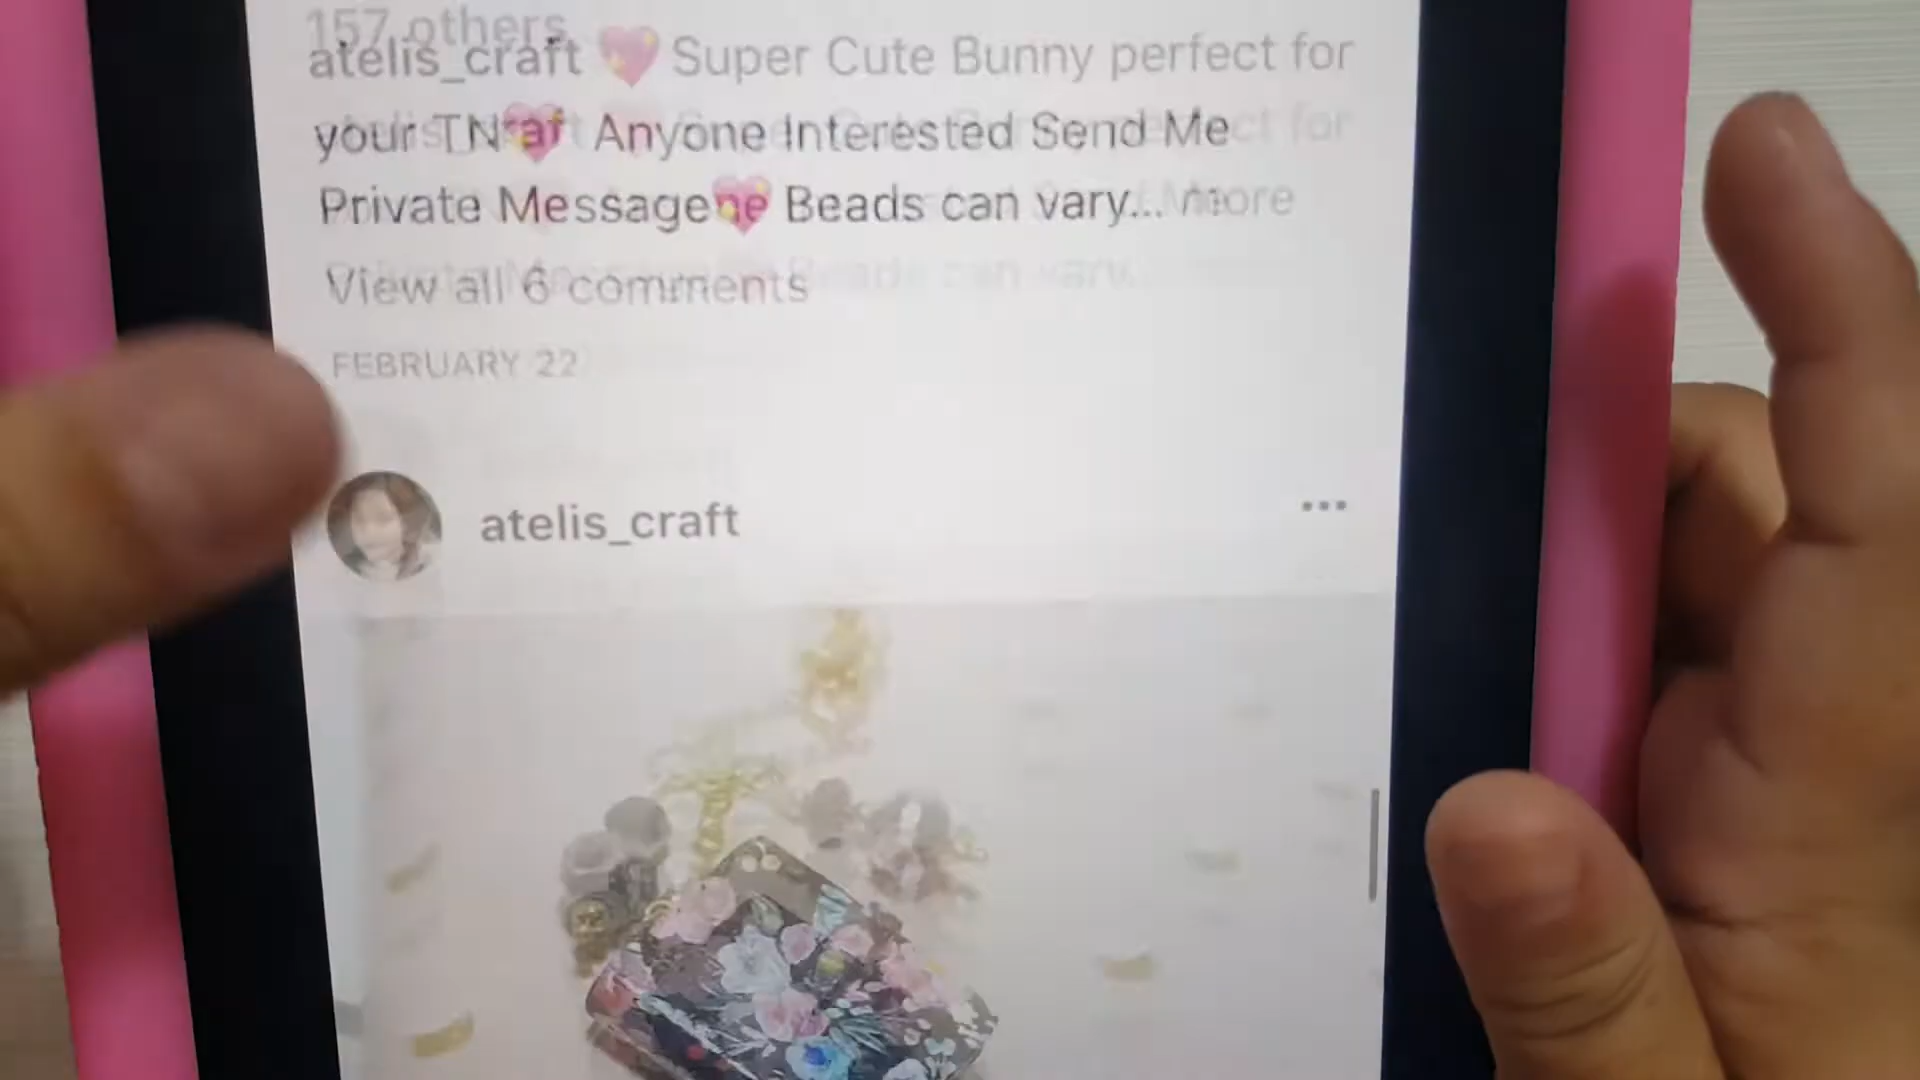 157 others
atelis_craft 💖 Super Cute Bunny perfect for
your TN 💖 Anyone Interested Send Me
Private Message 💖 Beads can vary... more
View all 6 comments
FEBRUARY 22
atelis_craft